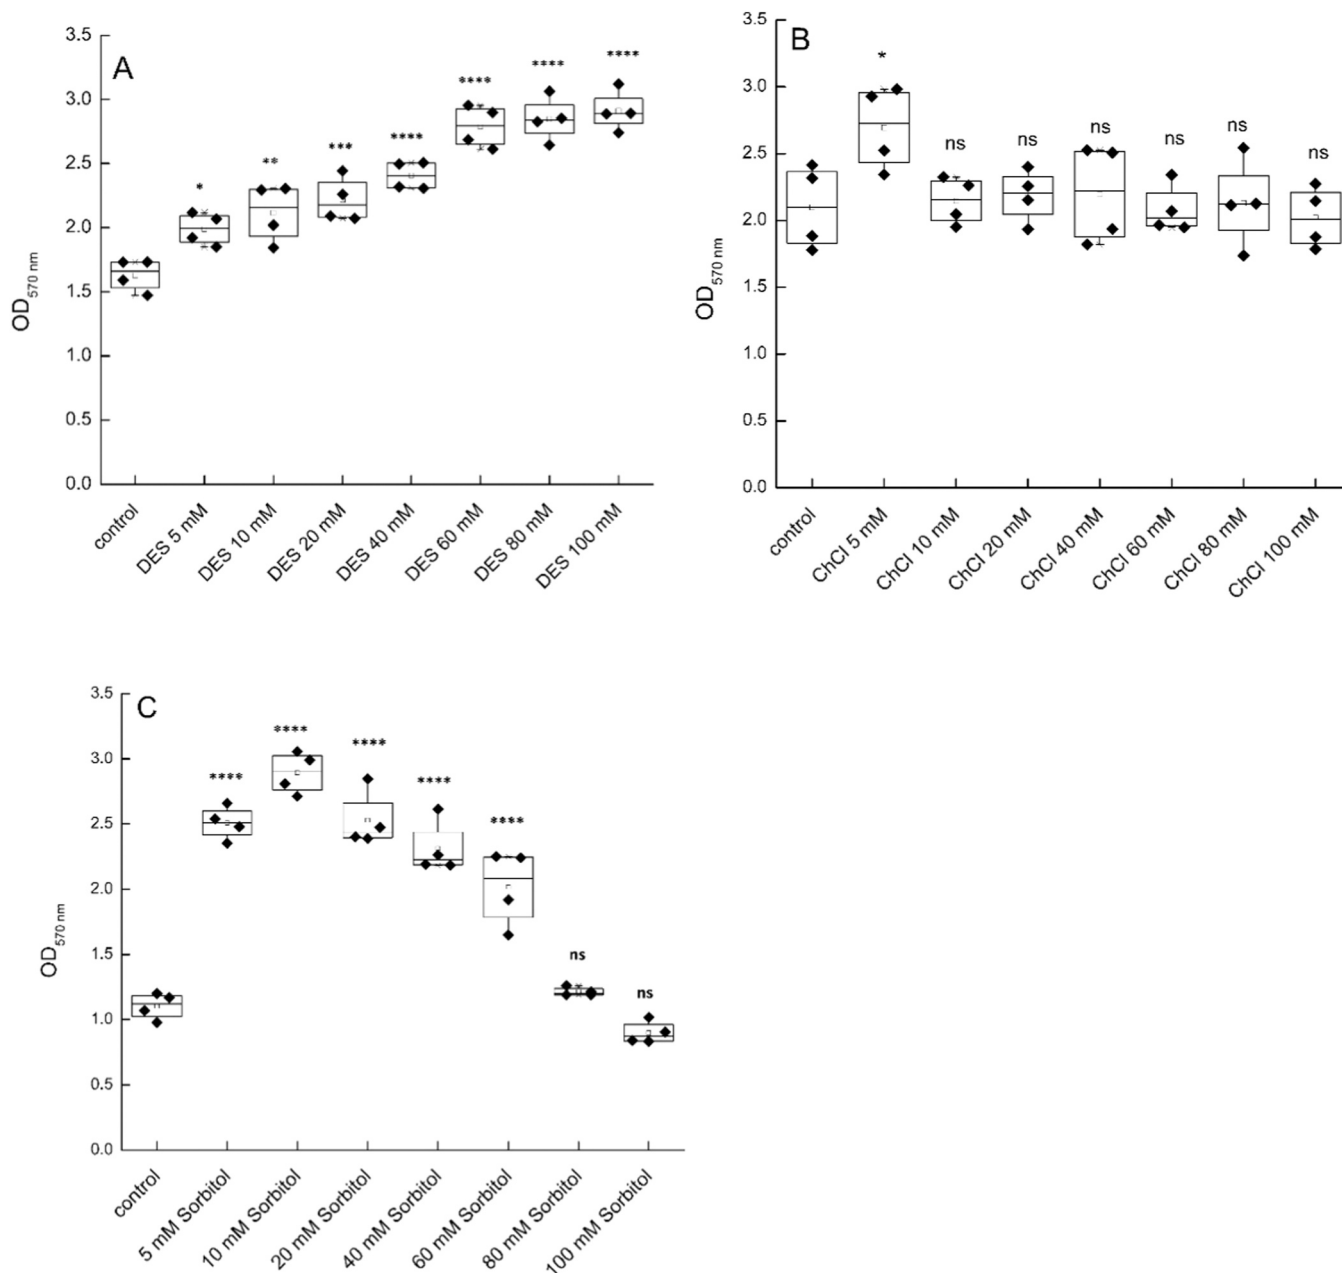 A
3.5
3.0
2.5
2.0
1.5
1.0
0.5
0.0
OD570 nm
*
**
***
****
****
****
****
control
DES 5 mM
DES 10 mM
DES 20 mM
DES 40 mM
DES 60 mM
DES 80 mM
DES 100 mM
B
3.5
3.0
2.5
2.0
1.5
1.0
0.5
0.0
OD570 nm
*
ns
ns
ns
ns
ns
ns
control
ChCl 5 mM
ChCl 10 mM
ChCl 20 mM
ChCl 40 mM
ChCl 60 mM
ChCl 80 mM
ChCl 100 mM
C
3.5
3.0
2.5
2.0
1.5
1.0
0.5
0.0
OD570 nm
****
****
****
****
****
ns
ns
control
5 mM Sorbitol
10 mM Sorbitol
20 mM Sorbitol
40 mM Sorbitol
60 mM Sorbitol
80 mM Sorbitol
100 mM Sorbitol